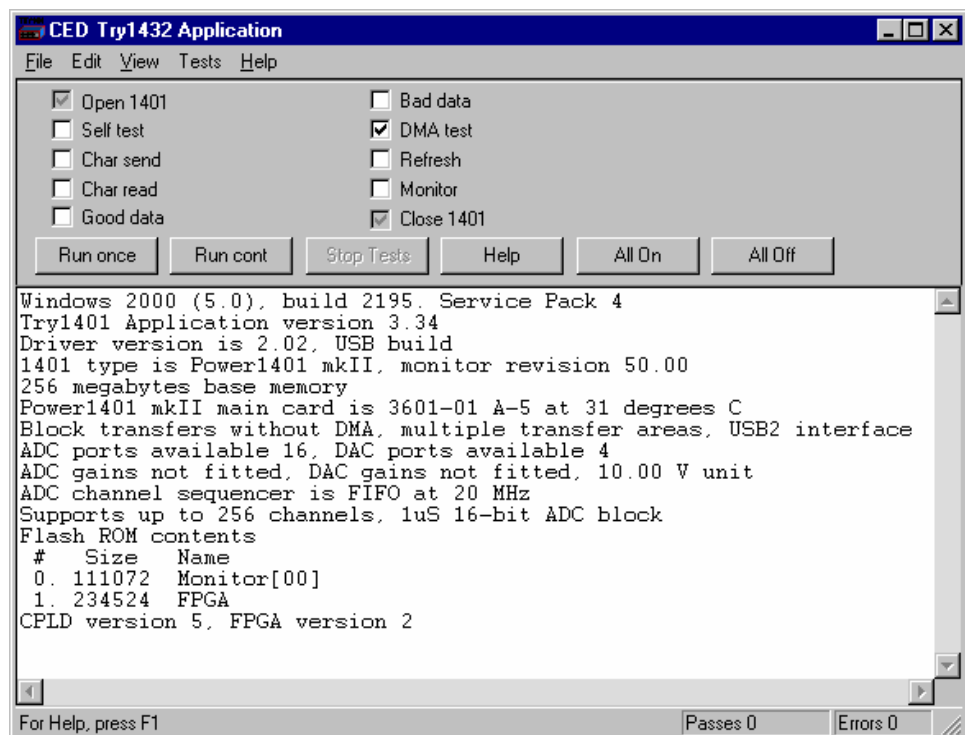 CED Try1432 Application
File Edit View Tests Help
Open 1401
Bad data
Self test
DMA test
Char send
Refresh
Char read
Monitor
Good data
Close 1401
Run once Run cont Stop Tests Help All On All Off
Windows 2000 (5.0), build 2195. Service Pack 4
Try1401 Application version 3.34
Driver version is 2.02, USB build
1401 type is Power1401 mkII, monitor revision 50.00
256 megabytes base memory
Power1401 mkII main card is 3601-01 A-5 at 31 degrees C
Block transfers without DMA, multiple transfer areas, USB2 interface
ADC ports available 16, DAC ports available 4
ADC gains not fitted, DAC gains not fitted, 10.00 V unit
ADC channel sequencer is FIFO at 20 MHz
Supports up to 256 channels, 1uS 16-bit ADC block
Flash ROM contents
# Size Name
0. 111072 Monitor[00]
1. 234524 FPGA
CPLD version 5, FPGA version 2
For Help, press F1 Passes 0 Errors 0